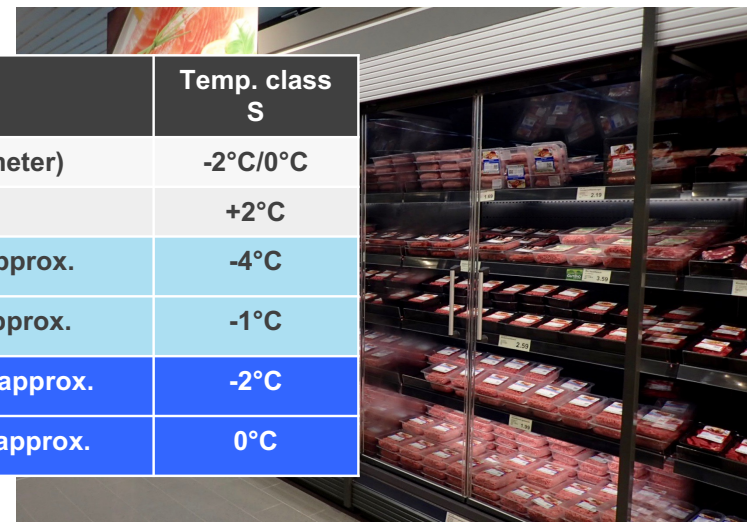 Temp. class
S
neter) -2°C/0°C
+2°C
pprox. -4°C
pprox. -1°C
approx. -2°C
approx. 0°C
2.19
3.59
2.59